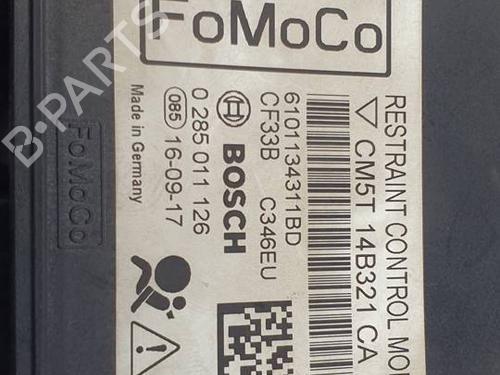 FoMoCo
RESTRAINT CONTROL MO
CM5T 14B321 CA
6101134311BD
CF33B C346EU
BOSCH
0 285 011 126
085 16-09-17
Made in Germany
FoMoCo
B-PARTS